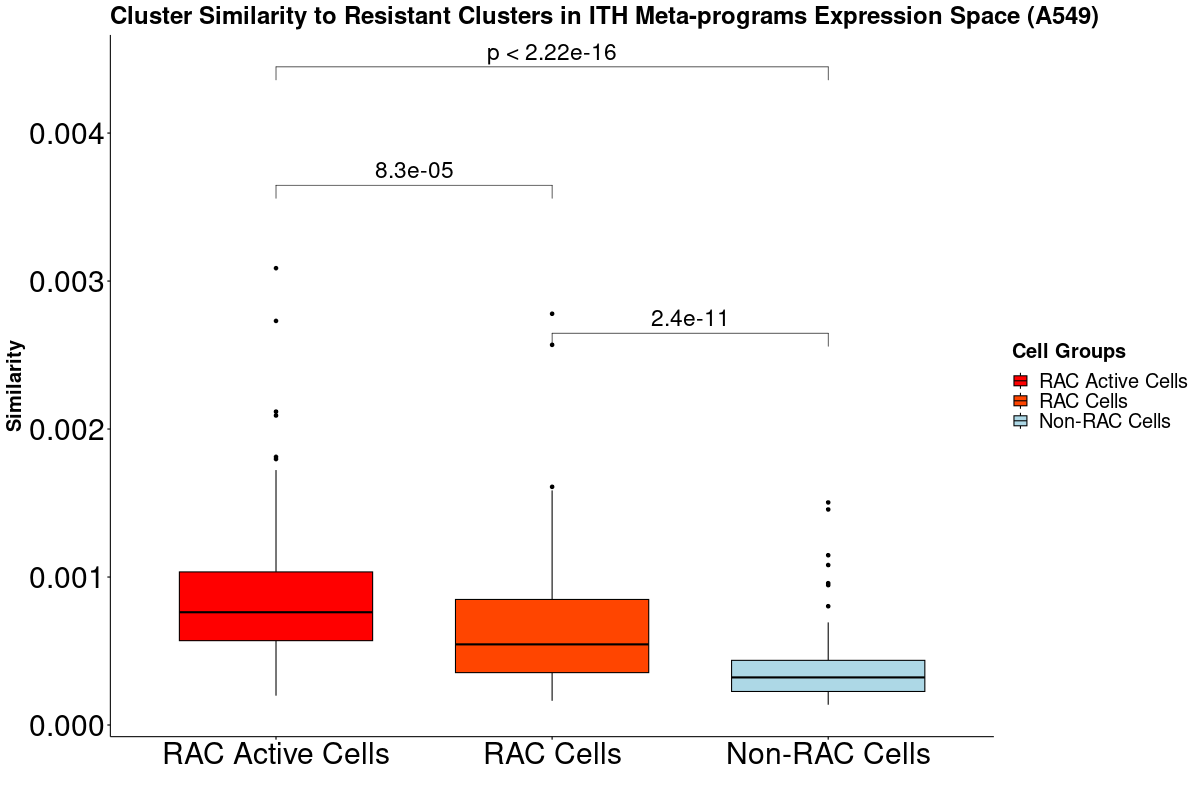 Cluster Similarity to Resistant Clusters in ITH Meta-programs Expression Space (A549)
p < 2.22e-16
0.004
8.3e-05
0.003
2.4e-11
Similarity
0.002
0.001
0.000
RAC Active Cells
RAC Cells
Non-RAC Cells
Cell Groups
RAC Active Cells
RAC Cells
Non-RAC Cells